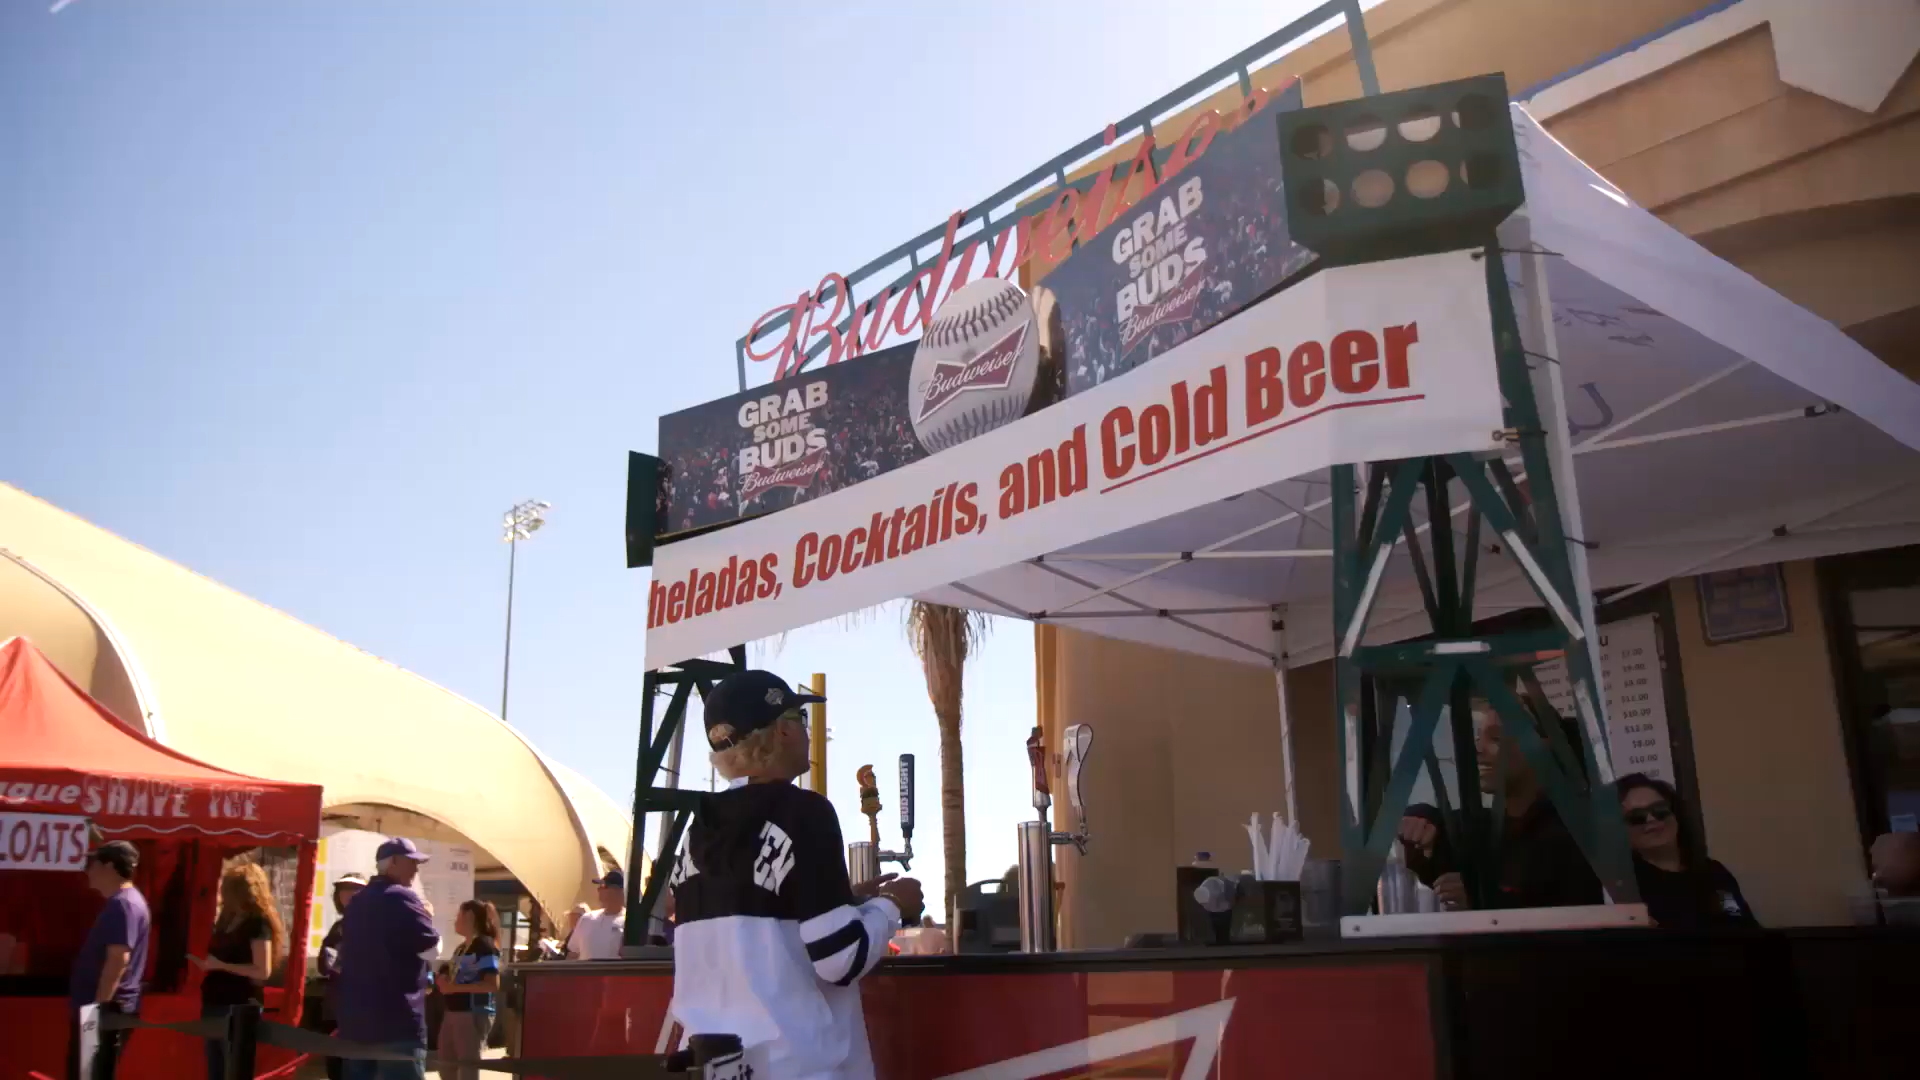 Budweiser
GRAB
SOME
BUDS
Budweiser
Budweiser
GRAB
SOME
BUDS
Budweiser
heladas, Cocktails, and Cold Beer
BUD LIGHT
gue SHAVE ICE
LOATS